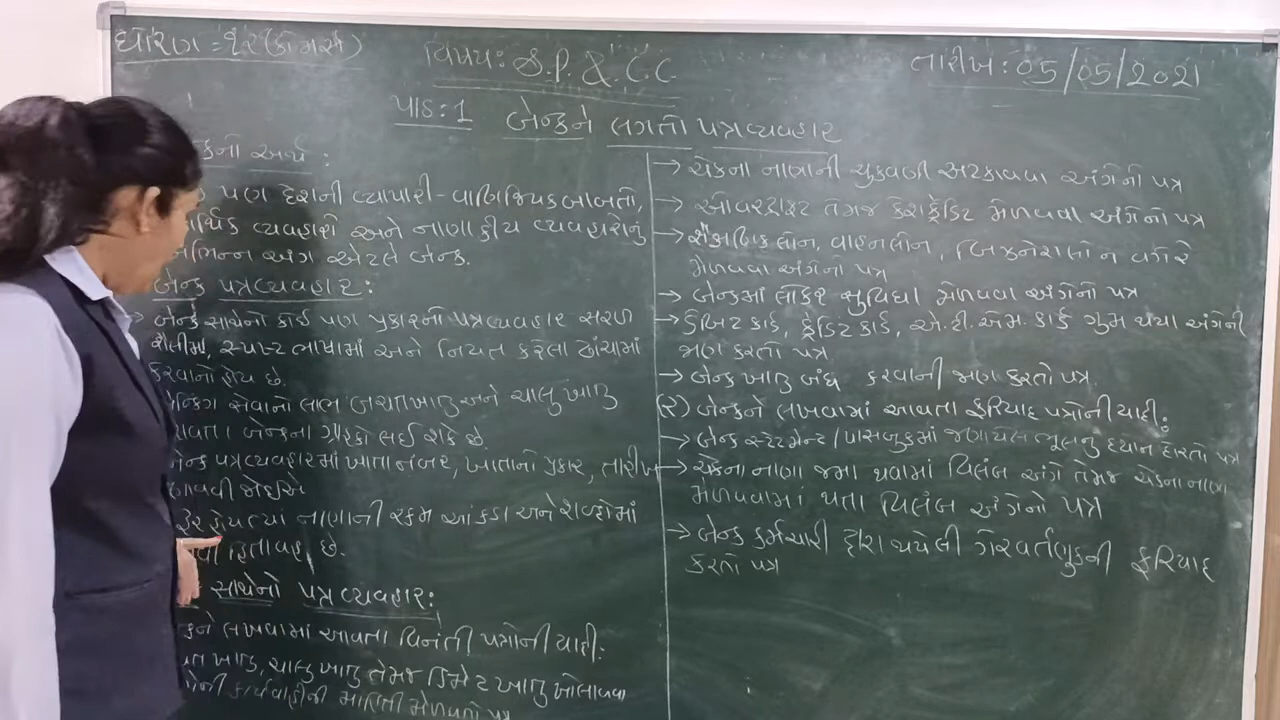 ધોરણ = ૧૨ (કોમર્સ)
વિષય: S.P. & C.C.
તારીખ: 05/05/2021
પાઠ: 1 બેન્કને લગતો પત્રવ્યવહાર
અર્થ:
પણ દેશની વ્યાપારી - વાણિજ્યિક બાબતો,
વ્યવહારો અને નાણાકીય વ્યવહારોનું
અંગ એટલે બેન્ક.
બેન્ક પત્રવ્યવહાર:
બેન્ક સાથેનો કોઈ પણ પ્રકારનો પત્રવ્યવહાર સરળ
શૈલીમાં, સ્પષ્ટ ભાષામાં અને નિયત કરેલા ઢાંચામાં
કરવાનો હોય છે.
સેવાનો લાભ બચતખાતુ અને ચાલુ ખાતુ
બેન્કના ગ્રાહકો લઈ શકે છે.
બેન્ક પત્રવ્યવહારમાં ખાતા નંબર, ખાતાનો પ્રકાર, તારીખ
જોઈએ
હોય ત્યાં નાણાની રકમ આંકડા અને શબ્દોમાં
હિતાવહ છે.
સાથેનો પત્રવ્યવહાર:
લખવામાં આવતા વિનંતી પત્રોની યાદી:
ખાતુ, ચાલુ ખાતુ તેમજ ડિમેટ ખાતુ ખોલાવવા
કાર્યવાહીની માહિતી મેળવતો પત્ર
→ ચેકના નાણાની ચુકવણી અટકાવવા અંગેનો પત્ર
→ ઓવરડ્રાફ્ટ તેમજ કેશક્રેડિટ મેળવવા અંગેનો પત્ર
→ શૈક્ષણિક લોન, વાહનલોન, બિઝનેસલોન વગેરે
મેળવવા અંગેનો પત્ર
→ બેન્કમાં લોકર સુવિધા મેળવવા અંગેનો પત્ર
→ ડેબિટ કાર્ડ, ક્રેડિટ કાર્ડ, એ.ટી.એમ. કાર્ડ ગુમ થયા અંગેની
જાણ કરતો પત્ર.
→ બેન્ક ખાતુ બંધ કરવાની જાણ કરતો પત્ર.
(૨) બેન્કને લખવામાં આવતા ફરિયાદ પત્રોની યાદી:
→ બેન્ક સ્ટેટમેન્ટ/પાસબુકમાં જણાયેલ ભૂલનું ધ્યાન દોરતો પત્ર
→ ચેકના નાણા જમા થવામાં વિલંબ અંગે તેમજ ચેકના નાણા
મેળવવામાં થતા વિલંબ અંગેનો પત્ર
→ બેન્ક કર્મચારી દ્વારા થયેલી ગેરવર્તણુકની ફરિયાદ
કરતો પત્ર